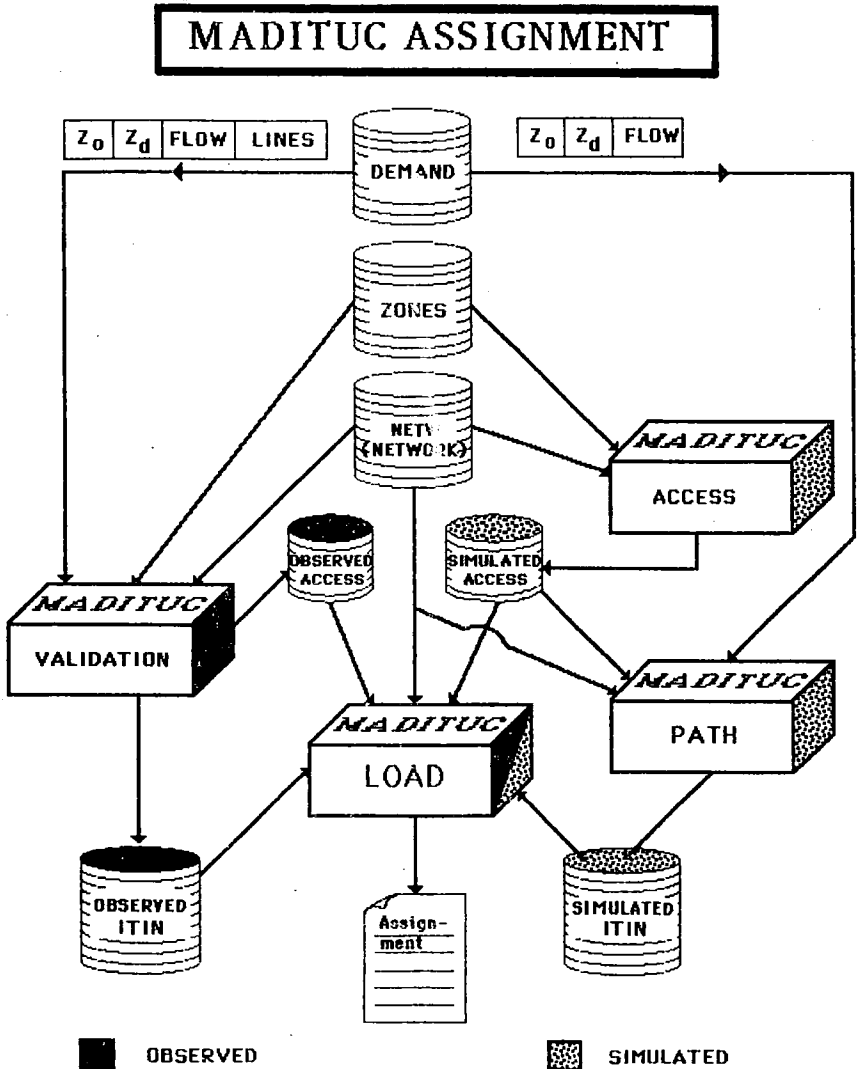 MADITUC ASSIGNMENT
Zo Zd FLOW LINES
Zo Zd FLOW
DEMAND
ZONES
(NETWORK)
MADITUC
ACCESS
OBSERVED
ACCESS
SIMULATED
ACCESS
MADITUC
VALIDATION
MADITUC
LOAD
MADITUC
PATH
OBSERVED
ITIN
Assign-
ment
SIMULATED
ITIN
OBSERVED
SIMULATED